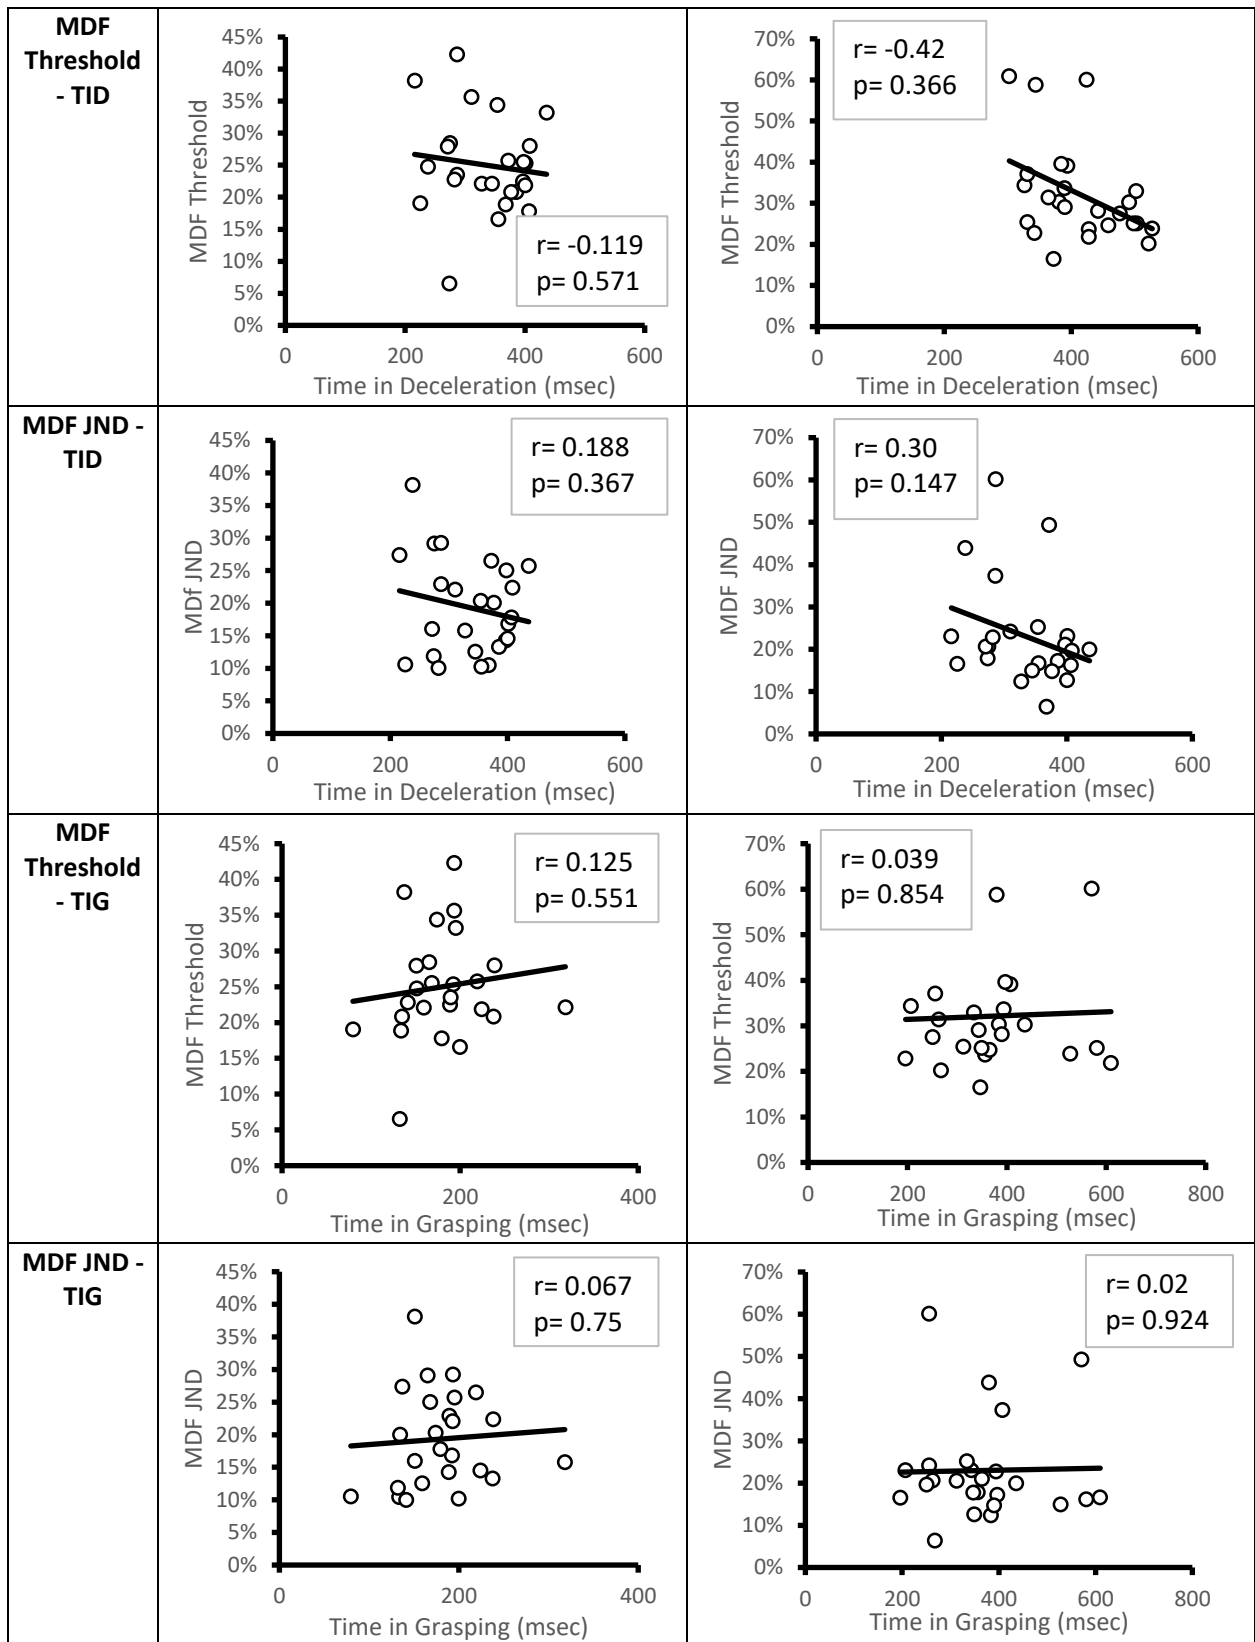 MDF
Threshold
- TID
45%
40%
35%
30%
25%
20%
15%
10%
5%
0%
MDF Threshold
r= -0.119
p= 0.571
0 200 400 600
Time in Deceleration (msec)
70%
60%
50%
40%
30%
20%
10%
0%
MDF Threshold
r= -0.42
p= 0.366
0 200 400 600
Time in Deceleration (msec)
MDF JND -
TID
45%
40%
35%
30%
25%
20%
15%
10%
5%
0%
MDf JND
r= 0.188
p= 0.367
0 200 400 600
Time in Deceleration (msec)
70%
60%
50%
40%
30%
20%
10%
0%
MDF JND
r= 0.30
p= 0.147
0 200 400 600
Time in Deceleration (msec)
MDF
Threshold
- TIG
45%
40%
35%
30%
25%
20%
15%
10%
5%
0%
MDF Threshold
r= 0.125
p= 0.551
0 200 400
Time in Grasping (msec)
70%
60%
50%
40%
30%
20%
10%
0%
MDF Threshold
r= 0.039
p= 0.854
0 200 400 600 800
Time in Grasping (msec)
MDF JND -
TIG
45%
40%
35%
30%
25%
20%
15%
10%
5%
0%
MDF JND
r= 0.067
p= 0.75
0 200 400
Time in Grasping (msec)
70%
60%
50%
40%
30%
20%
10%
0%
MDF JND
r= 0.02
p= 0.924
0 200 400 600 800
Time in Grasping (msec)